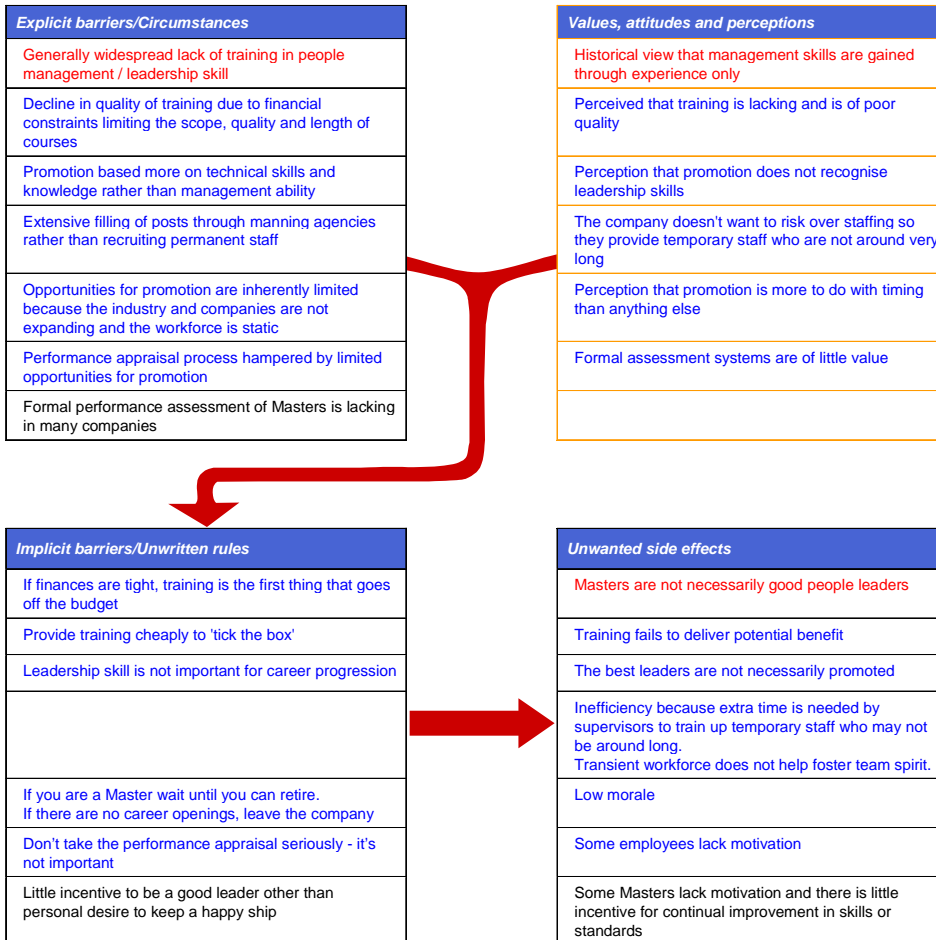 Explicit barriers/Circumstances
Generally widespread lack of training in people
management / leadership skill
Decline in quality of training due to financial
constraints limiting the scope, quality and length of
courses
Promotion based more on technical skills and
knowledge rather than management ability
Extensive filling of posts through manning agencies
rather than recruiting permanent staff
Opportunities for promotion are inherently limited
because the industry and companies are not
expanding and the workforce is static
Performance appraisal process hampered by limited
opportunities for promotion
Formal performance assessment of Masters is lacking
in many companies
Values, attitudes and perceptions
Historical view that management skills are gained
through experience only
Perceived that training is lacking and is of poor
quality
Perception that promotion does not recognise
leadership skills
The company doesn't want to risk over staffing so
they provide temporary staff who are not around very
long
Perception that promotion is more to do with timing
than anything else
Formal assessment systems are of little value
Implicit barriers/Unwritten rules
If finances are tight, training is the first thing that goes
off the budget
Provide training cheaply to 'tick the box'
Leadership skill is not important for career progression
If you are a Master wait until you can retire.
If there are no career openings, leave the company
Don't take the performance appraisal seriously - it's
not important
Little incentive to be a good leader other than
personal desire to keep a happy ship
Unwanted side effects
Masters are not necessarily good people leaders
Training fails to deliver potential benefit
The best leaders are not necessarily promoted
Inefficiency because extra time is needed by
supervisors to train up temporary staff who may not
be around long.
Transient workforce does not help foster team spirit.
Low morale
Some employees lack motivation
Some Masters lack motivation and there is little
incentive for continual improvement in skills or
standards